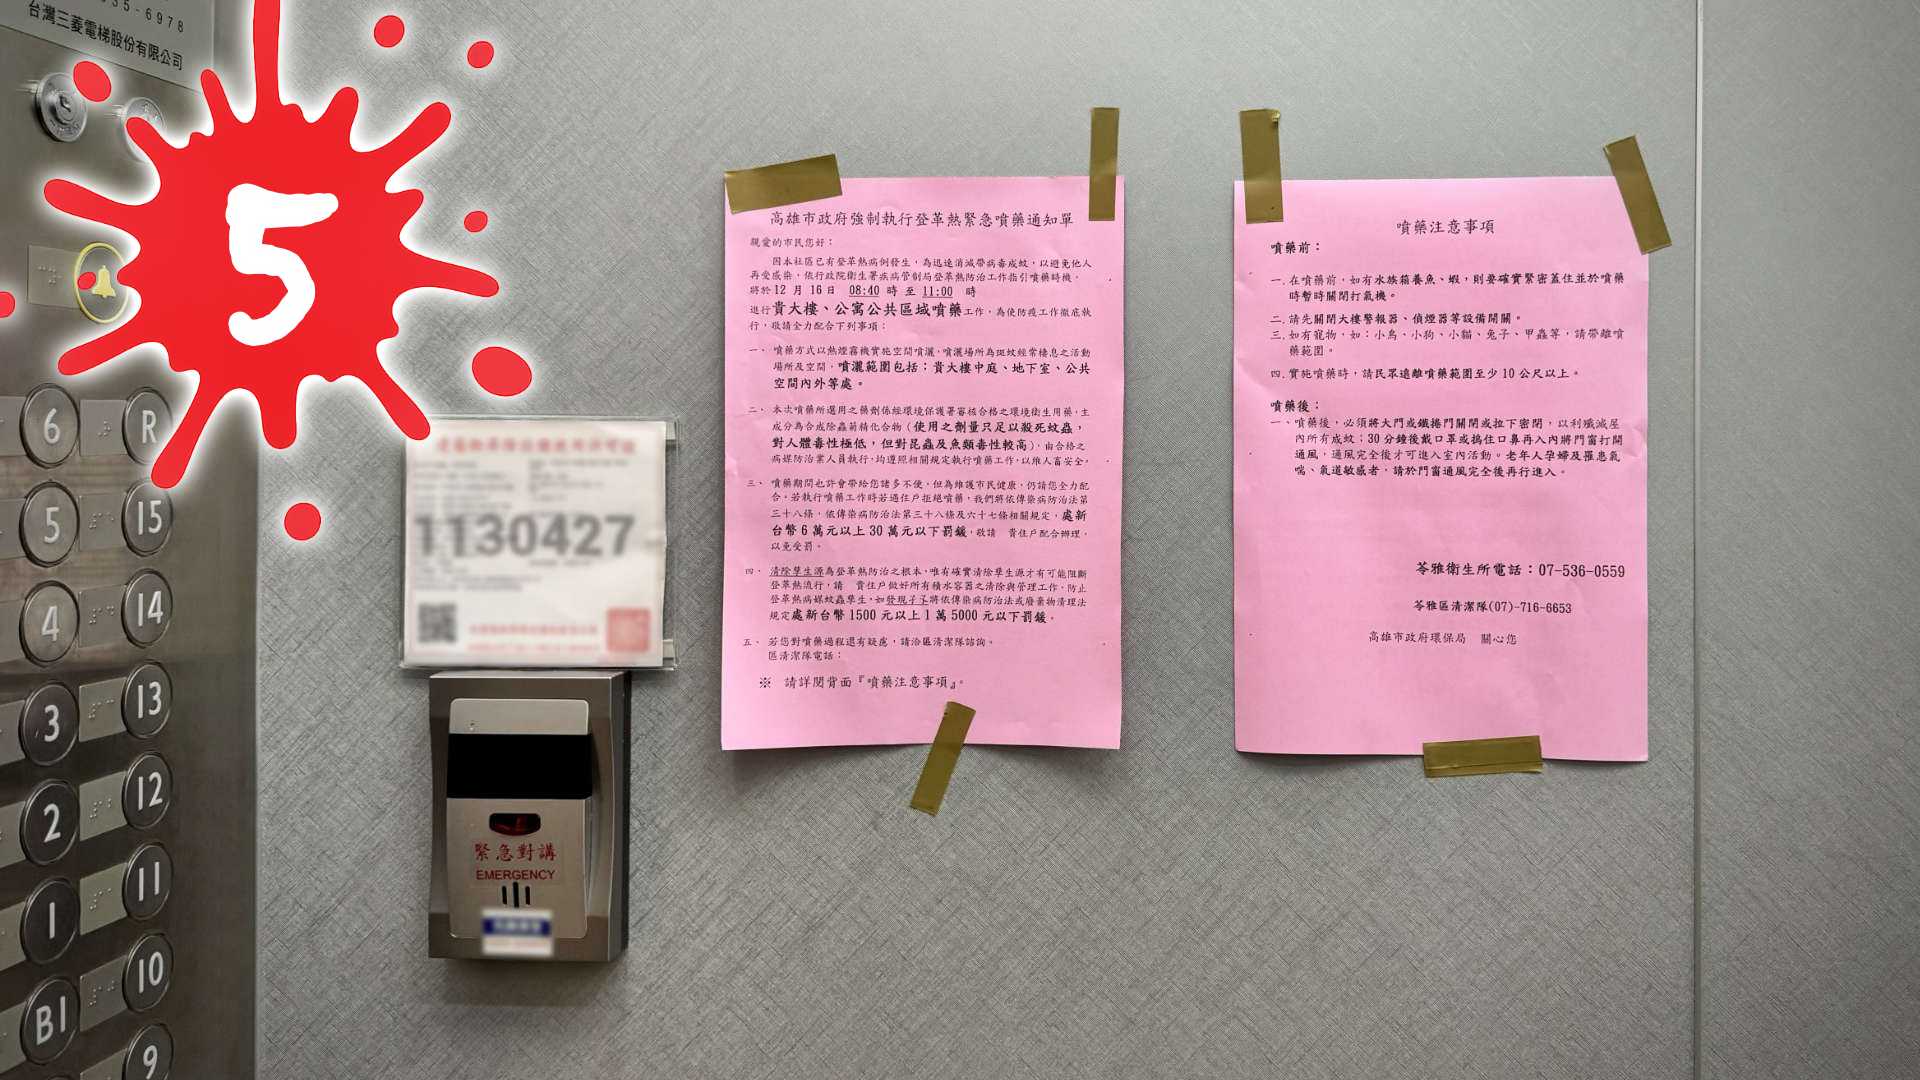 35-6978
台灣三菱電梯股份有限公司
5
6
R
5
15
4
14
3
13
2
12
1
11
B1
10
9
1130427
緊急對講
EMERGENCY
高雄市政府強制執行登革熱緊急噴藥通知單
親愛的市民您好：
因本社區已有登革熱病例發生，為迅速消滅帶病毒成蚊，以避免他人
再受感染，依行政院衛生署疾病管制局登革熱防治工作指引噴藥時機，
將於12 月 16 日 08:40 時 至 11:00 時
進行貴大樓、公寓公共區域噴藥工作，為使防疫工作徹底執
行，敬請全力配合下列事項：
一、 噴藥方式以熱煙霧機實施空間噴灑，噴灑場所為斑蚊經常棲息之活動
場所及空間，噴灑範圍包括：貴大樓中庭、地下室、公共
空間內外等處。
二、 本次噴藥所選用之藥劑係經環境保護署審核合格之環境衛生用藥，主
成分為合成除蟲菊精化合物（使用之劑量只足以殺死蚊蟲，
對人體毒性極低，但對昆蟲及魚類毒性較高），由合格之
病媒防治業人員執行，均遵照相關規定執行噴藥工作，以維人畜安全。
三、 噴藥期間也許會帶給您諸多不便，但為維護市民健康，仍請您全力配
合。若執行噴藥工作時若遇住戶拒絕噴藥，我們將依傳染病防治法第
三十八條，依傳染病防治法第三十八條及六十七條相關規定，處新
台幣 6 萬元以上 30 萬元以下罰鍰，敬請 貴住戶配合辦理，
以免受罰。
四、 清除孳生源為登革熱防治之根本，唯有確實清除孳生源才有可能阻斷
登革熱流行，請 貴住戶做好所有積水容器之清除與管理工作，防止
登革熱病媒蚊蟲孳生，如發現孑孓將依傳染病防治法或廢棄物清理法
規定處新台幣 1500 元以上 1 萬 5000 元以下罰鍰。
五、 若您對噴藥過程還有疑慮，請洽區清潔隊諮詢。
區清潔隊電話：
※ 請詳閱背面『噴藥注意事項』。
噴藥注意事項
噴藥前：
一、在噴藥前，如有水族箱養魚、蝦，則要確實緊密蓋住並於噴藥
時暫時關閉打氣機。
二、請先關閉大樓警報器、偵煙器等設備開關。
三、如有寵物，如：小鳥、小狗、小貓、兔子、甲蟲等，請帶離噴
藥範圍。
四、實施噴藥時，請民眾遠離噴藥範圍至少 10 公尺以上。
噴藥後：
一、噴藥後，必須將大門或鐵捲門關閉或拉下密閉，以利殲滅屋
內所有成蚊；30 分鐘後戴口罩或摀住口鼻再入內將門窗打開
通風，通風完全後才可進入室內活動。老年人孕婦及罹患氣
喘、氣道敏感者，請於門窗通風完全後再行進入。
苓雅衛生所電話：07-536-0559
苓雅區清潔隊(07)-716-6653
高雄市政府環保局 關心您